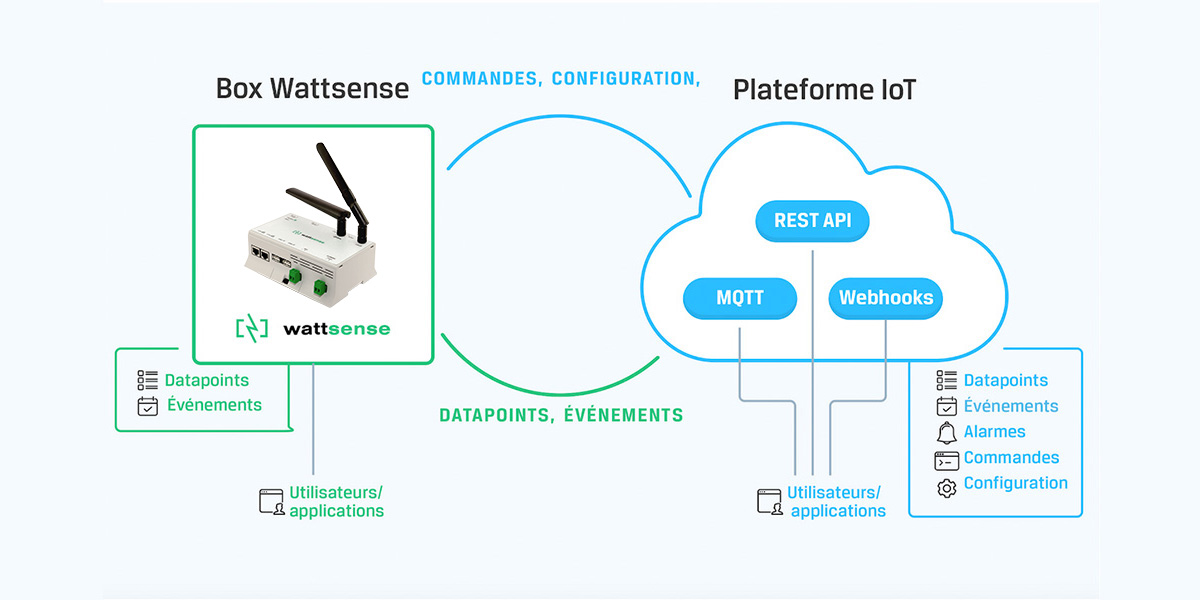 Box Wattsense
COMMANDES, CONFIGURATION,
Plateforme IoT
wattsense
wattsense
REST API
MQTT
Webhooks
Datapoints
Événements
DATAPOINTS, ÉVÉNEMENTS
Datapoints
Événements
Alarmes
Commandes
Configuration
Utilisateurs/
applications
Utilisateurs/
applications